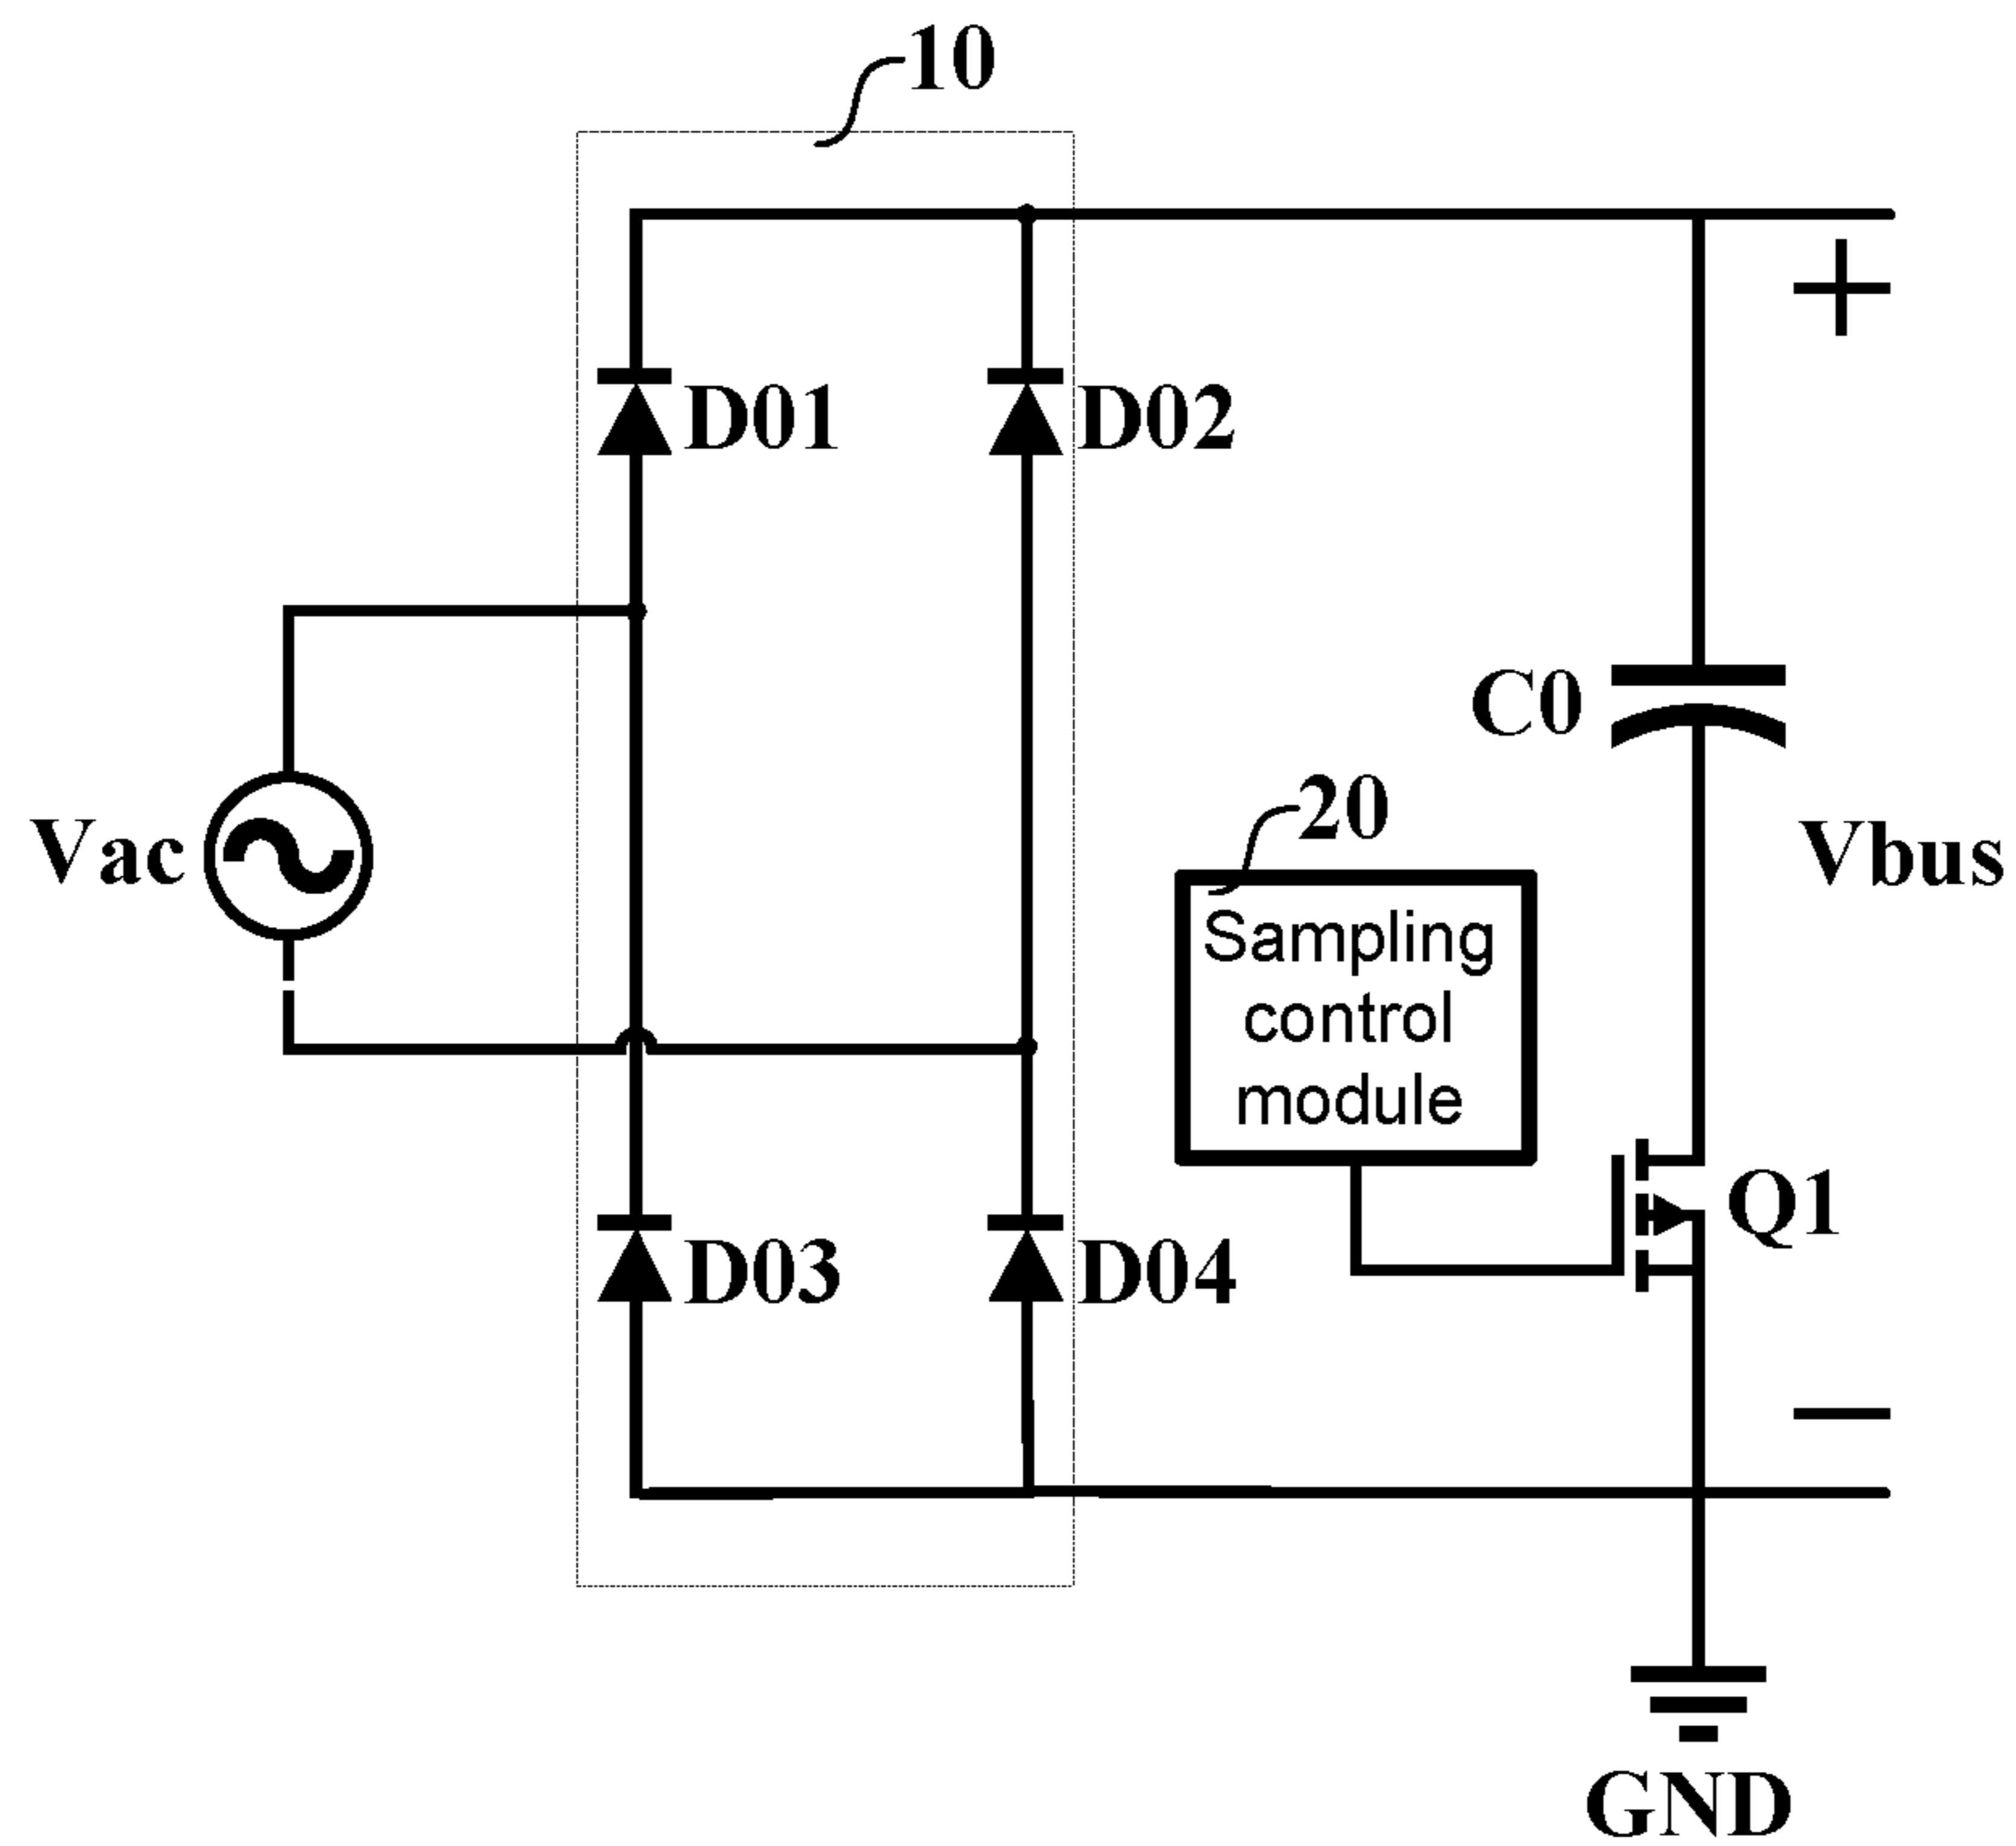 10
D01
D02
C0
20
Vac
Vbus
Sampling
control
module
Q1
D03
D04
GND